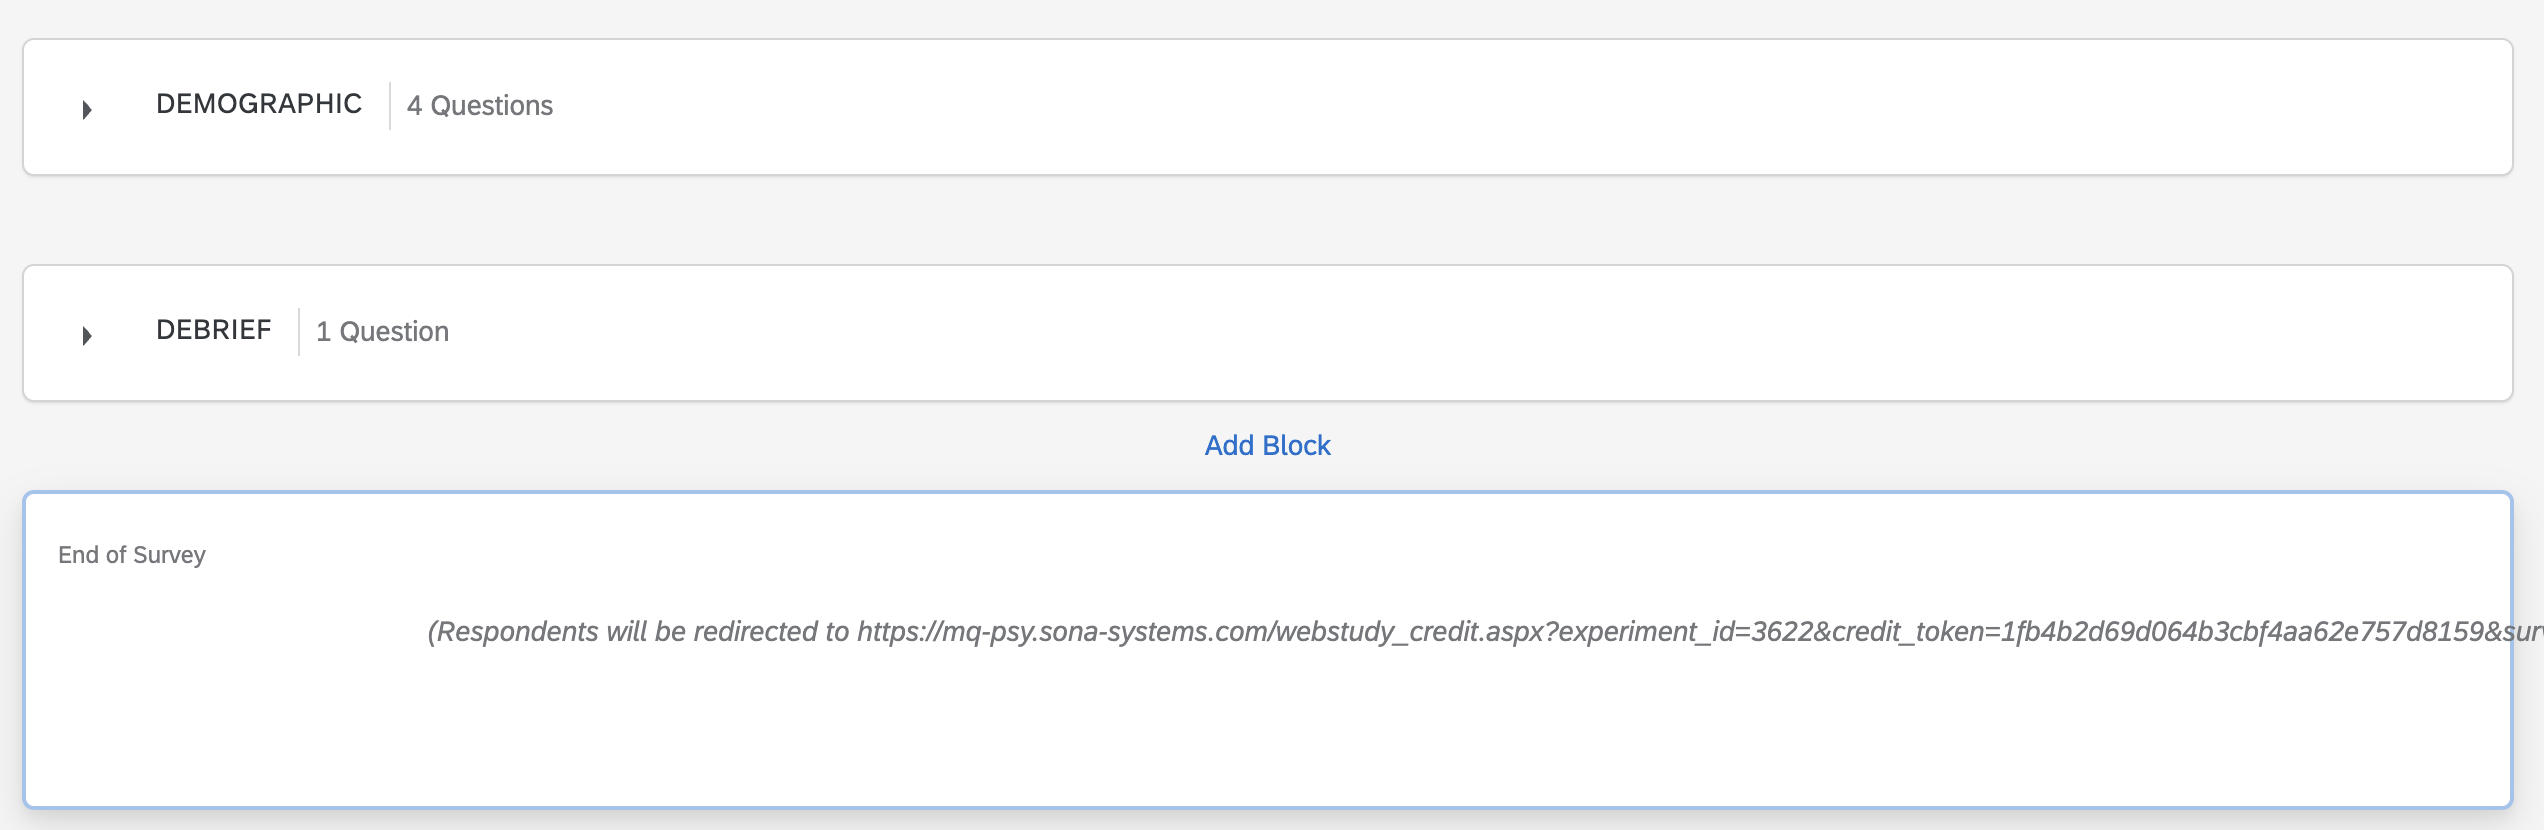 DEMOGRAPHIC 4 Questions
DEBRIEF 1 Question
Add Block
End of Survey
(Respondents will be redirected to https://mq-psy.sona-systems.com/webstudy_credit.aspx?experiment_id=3622&credit_token=1fb4b2d69d064b3cbf4aa62e757d8159&sur